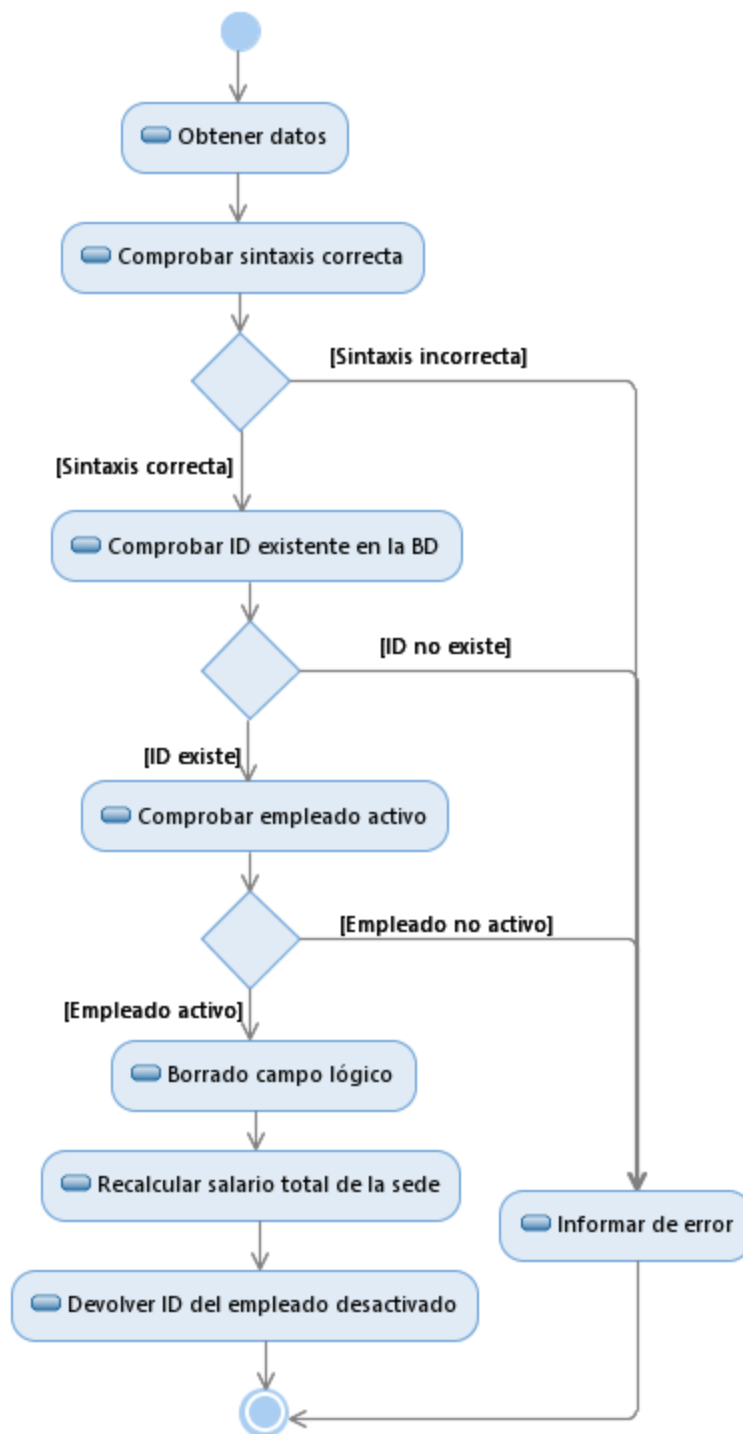 Obtener datos
Comprobar sintaxis correcta
[Sintaxis incorrecta]
[Sintaxis correcta]
Comprobar ID existente en la BD
[ID no existe]
[ID existe]
Comprobar empleado activo
[Empleado no activo]
[Empleado activo]
Borrado campo lógico
Recalcular salario total de la sede
Informar de error
Devolver ID del empleado desactivado